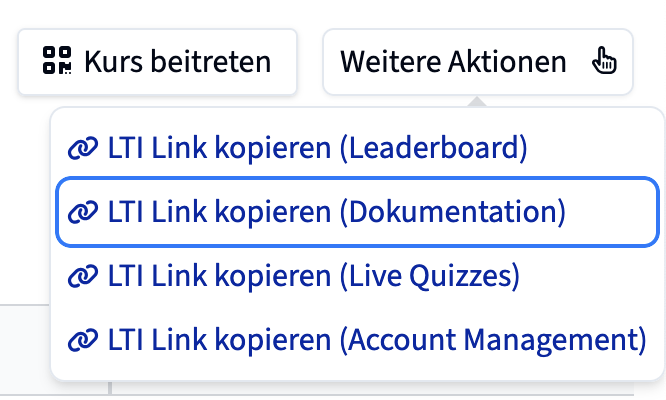 Kurs beitreten
Weitere Aktionen
LTI Link kopieren (Leaderboard)
LTI Link kopieren (Dokumentation)
LTI Link kopieren (Live Quizzes)
LTI Link kopieren (Account Management)